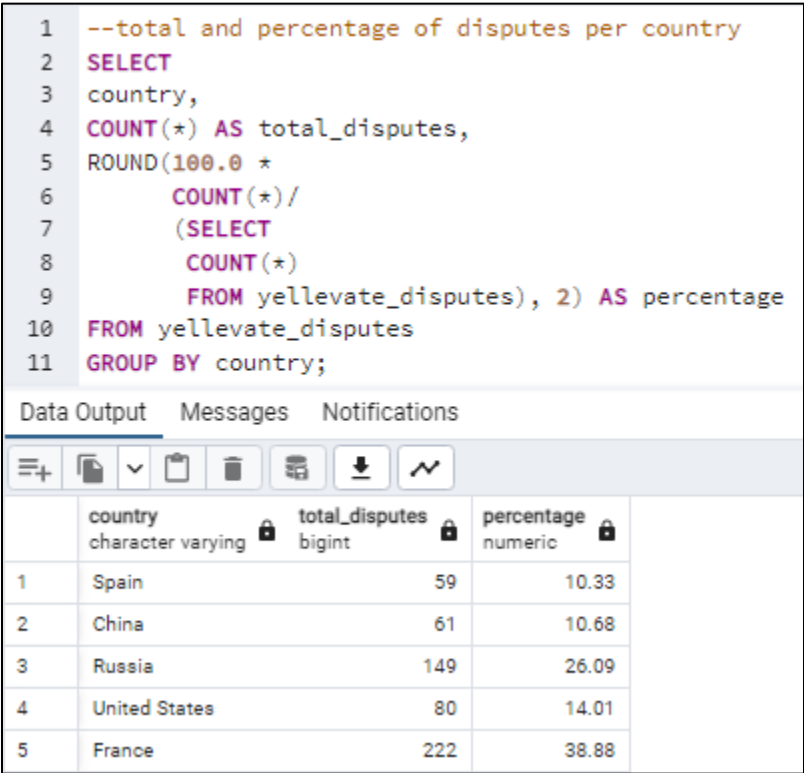 1 --total and percentage of disputes per country
2 SELECT
3 country,
4 COUNT(*) AS total_disputes,
5 ROUND(100.0 *
6 COUNT(*)/
7 (SELECT
8 COUNT(*)
9 FROM yellevate_disputes), 2) AS percentage
10 FROM yellevate_disputes
11 GROUP BY country;
Data Output Messages Notifications
country total_disputes percentage
character varying bigint numeric
1 Spain 59 10.33
2 China 61 10.68
3 Russia 149 26.09
4 United States 80 14.01
5 France 222 38.88